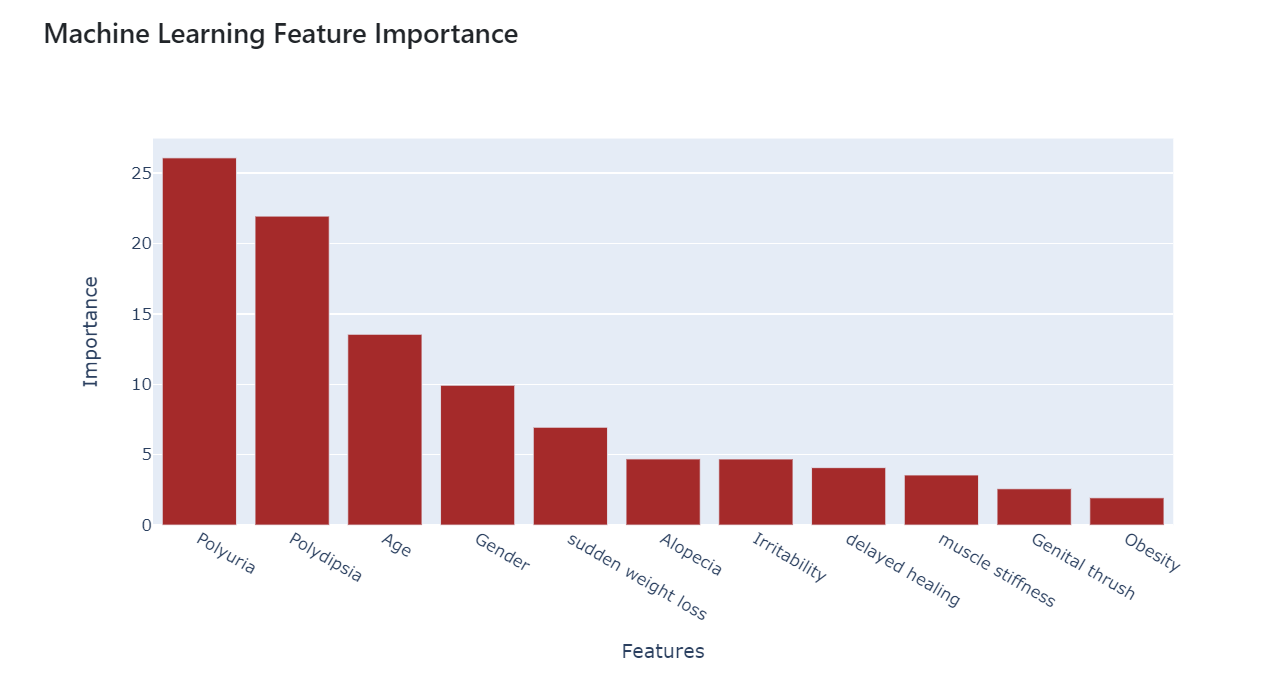 Machine Learning Feature Importance
25
20
15
10
5
0
Importance
Polyuria
Polydipsia
Age
Gender
sudden weight loss
Alopecia
Irritability
delayed healing
muscle stiffness
Genital thrush
Obesity
Features